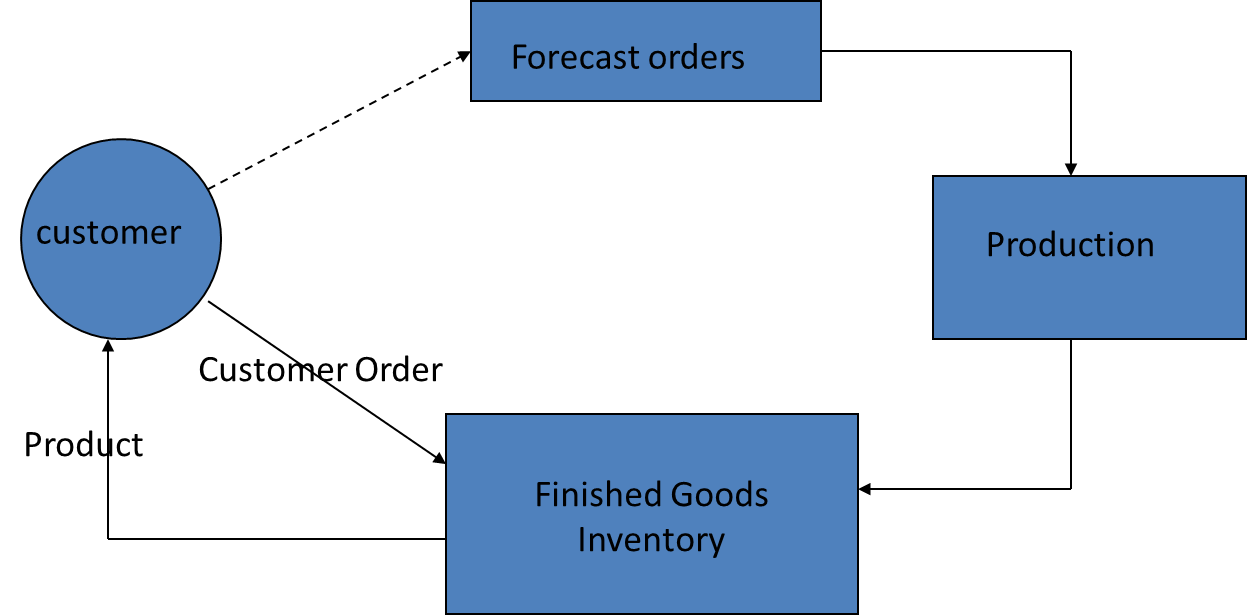 Forecast orders
customer
Production
Customer Order
Product
Finished Goods
Inventory